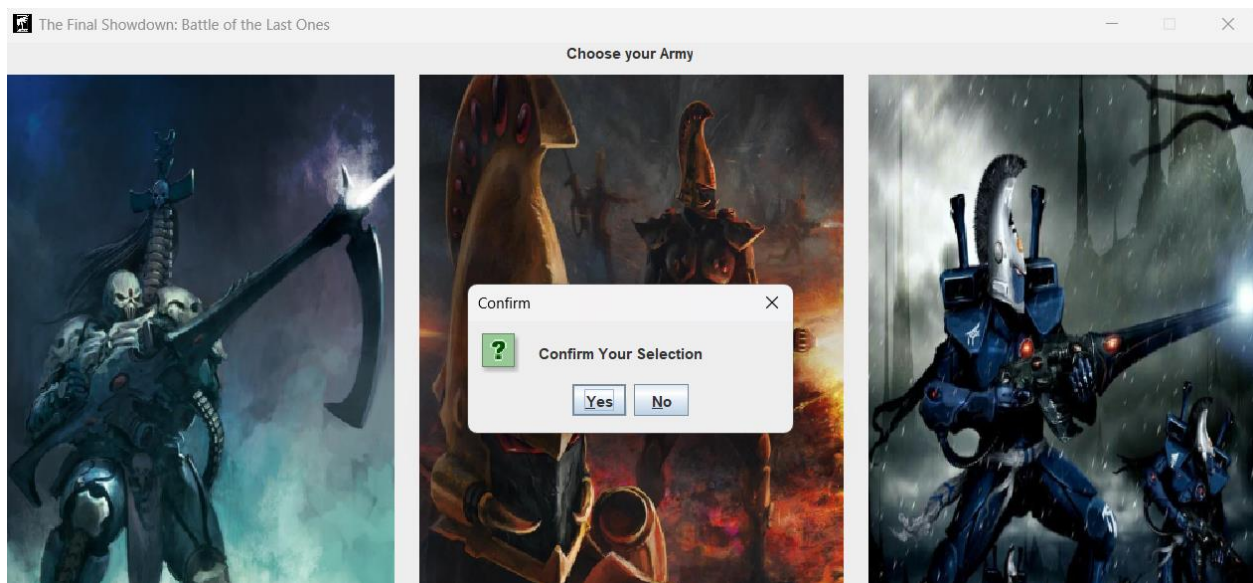 The Final Showdown: Battle of the Last Ones
Choose your Army
Confirm
?
Confirm Your Selection
Yes No